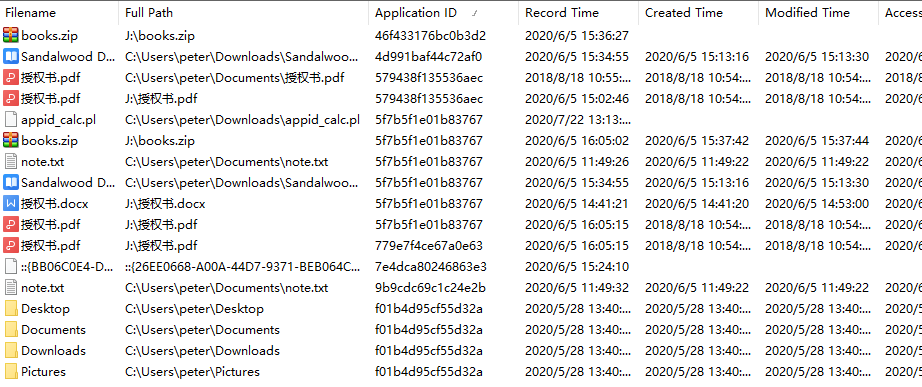 Filename Full Path Application ID Record Time Created Time Modified Time Access
books.zip J:\books.zip 46f433176bc0b3d2 2020/6/5 15:36:27
Sandalwood D... C:\Users\peter\Downloads\Sandalwoo... 4d991baf44c72af0 2020/6/5 15:34:55 2020/6/5 15:13:16 2020/6/5 15:13:30 2020/6
授权书.pdf C:\Users\peter\Documents\授权书.pdf 579438f135536aec 2018/8/18 10:55:... 2018/8/18 10:54:... 2018/8/18 10:54:... 2018/8
授权书.pdf J:\授权书.pdf 579438f135536aec 2020/6/5 15:02:46 2018/8/18 10:54:... 2018/8/18 10:54:... 2020/6
appid_calc.pl C:\Users\peter\Downloads\appid_calc.pl 5f7b5f1e01b83767 2020/7/22 13:13:...
books.zip J:\books.zip 5f7b5f1e01b83767 2020/6/5 16:05:02 2020/6/5 15:37:42 2020/6/5 15:37:44 2020/6
note.txt C:\Users\peter\Documents\note.txt 5f7b5f1e01b83767 2020/6/5 11:49:26 2020/6/5 11:49:22 2020/6/5 11:49:22 2020/6
Sandalwood D... C:\Users\peter\Downloads\Sandalwoo... 5f7b5f1e01b83767 2020/6/5 15:34:55 2020/6/5 15:13:16 2020/6/5 15:13:30 2020/6
授权书.docx J:\授权书.docx 5f7b5f1e01b83767 2020/6/5 14:41:21 2020/6/5 14:41:20 2020/6/5 14:53:00 2020/6
授权书.pdf J:\授权书.pdf 5f7b5f1e01b83767 2020/6/5 16:05:15 2018/8/18 10:54:... 2018/8/18 10:54:... 2020/6
授权书.pdf J:\授权书.pdf 779e7f4ce67a0e63 2020/6/5 16:05:15 2018/8/18 10:54:... 2018/8/18 10:54:... 2020/6
::{BB06C0E4-D... ::{26EE0668-A00A-44D7-9371-BEB064C... 7e4dca80246863e3 2020/6/5 15:24:10
note.txt C:\Users\peter\Documents\note.txt 9b9cdc69c1c24e2b 2020/6/5 11:49:32 2020/6/5 11:49:22 2020/6/5 11:49:22 2020/6
Desktop C:\Users\peter\Desktop f01b4d95cf55d32a 2020/5/28 13:40:... 2020/5/28 13:40:... 2020/5/28 13:40:... 2020/5
Documents C:\Users\peter\Documents f01b4d95cf55d32a 2020/5/28 13:40:... 2020/5/28 13:40:... 2020/5/28 13:40:... 2020/5
Downloads C:\Users\peter\Downloads f01b4d95cf55d32a 2020/5/28 13:40:... 2020/5/28 13:40:... 2020/5/28 13:40:... 2020/5
Pictures C:\Users\peter\Pictures f01b4d95cf55d32a 2020/5/28 13:40:... 2020/5/28 13:40:... 2020/5/28 13:40:... 2020/5